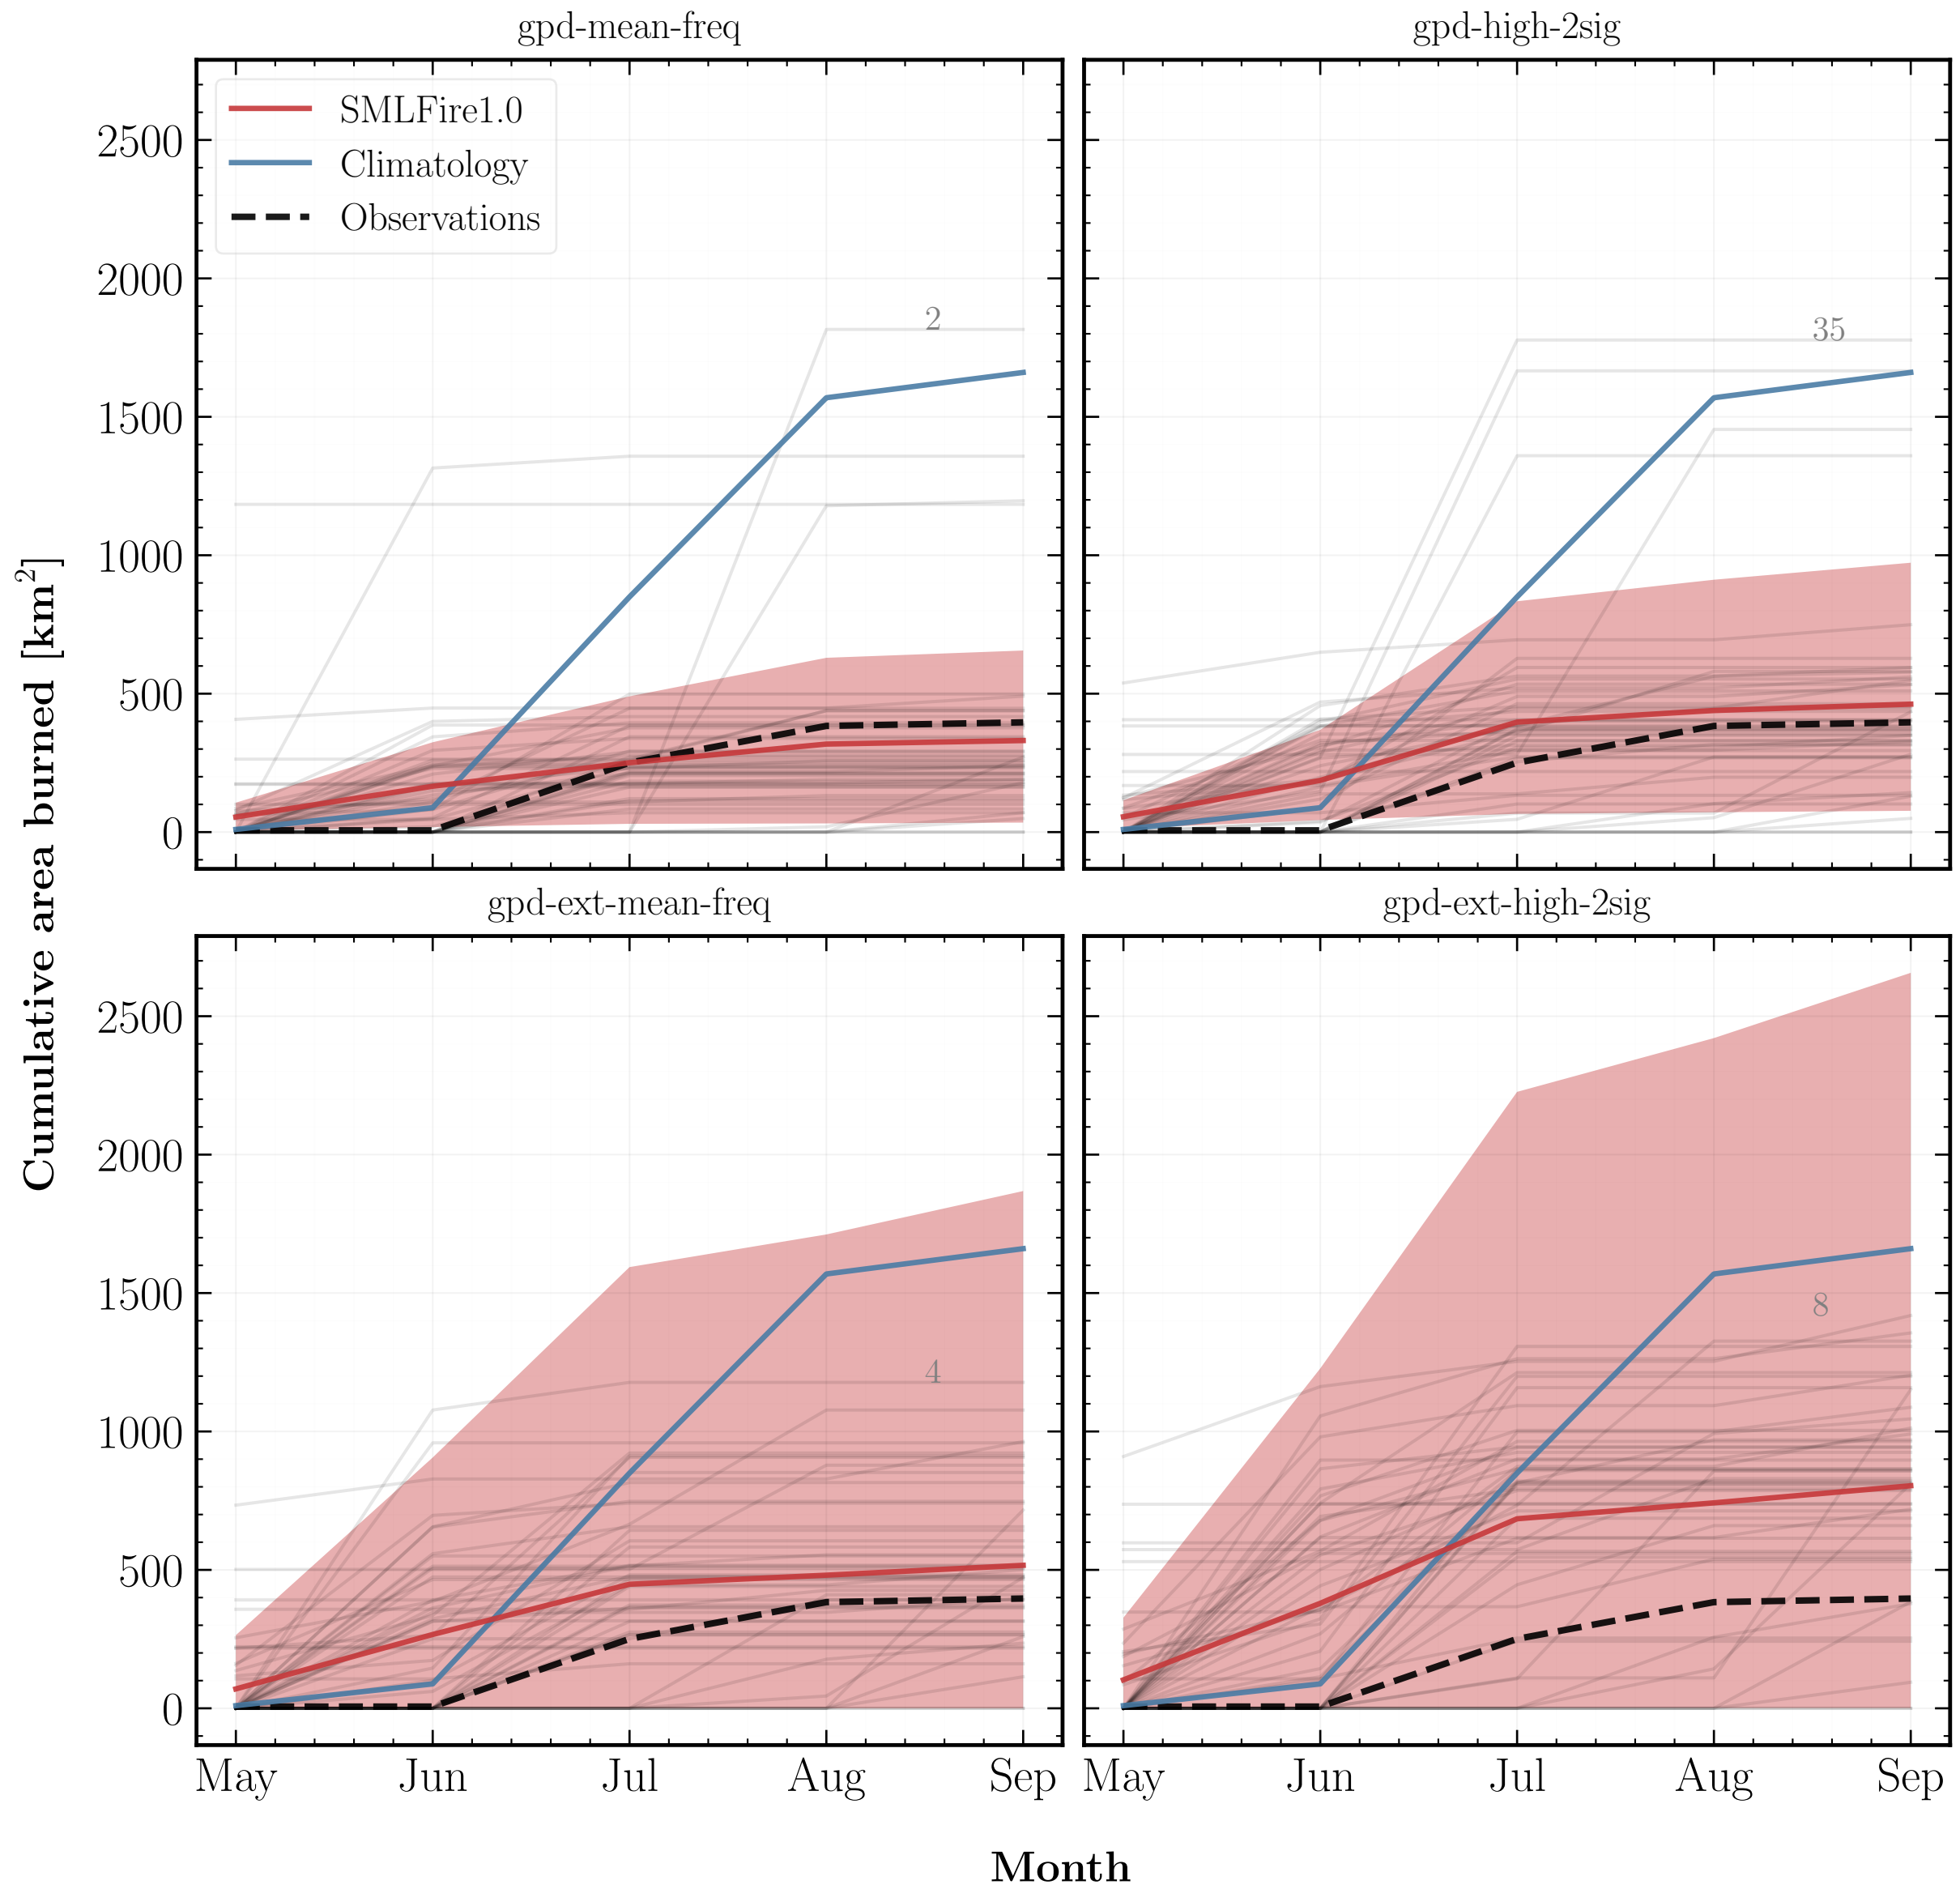 gpd-mean-freq
gpd-high-2sig
SMLFire1.0
Climatology
Observations
2500
2000
1500
1000
500
0
2
35
gpd-ext-mean-freq
gpd-ext-high-2sig
2500
2000
1500
1000
500
0
4
8
Cumulative area burned [km²]
May Jun Jul Aug Sep
May Jun Jul Aug Sep
Month